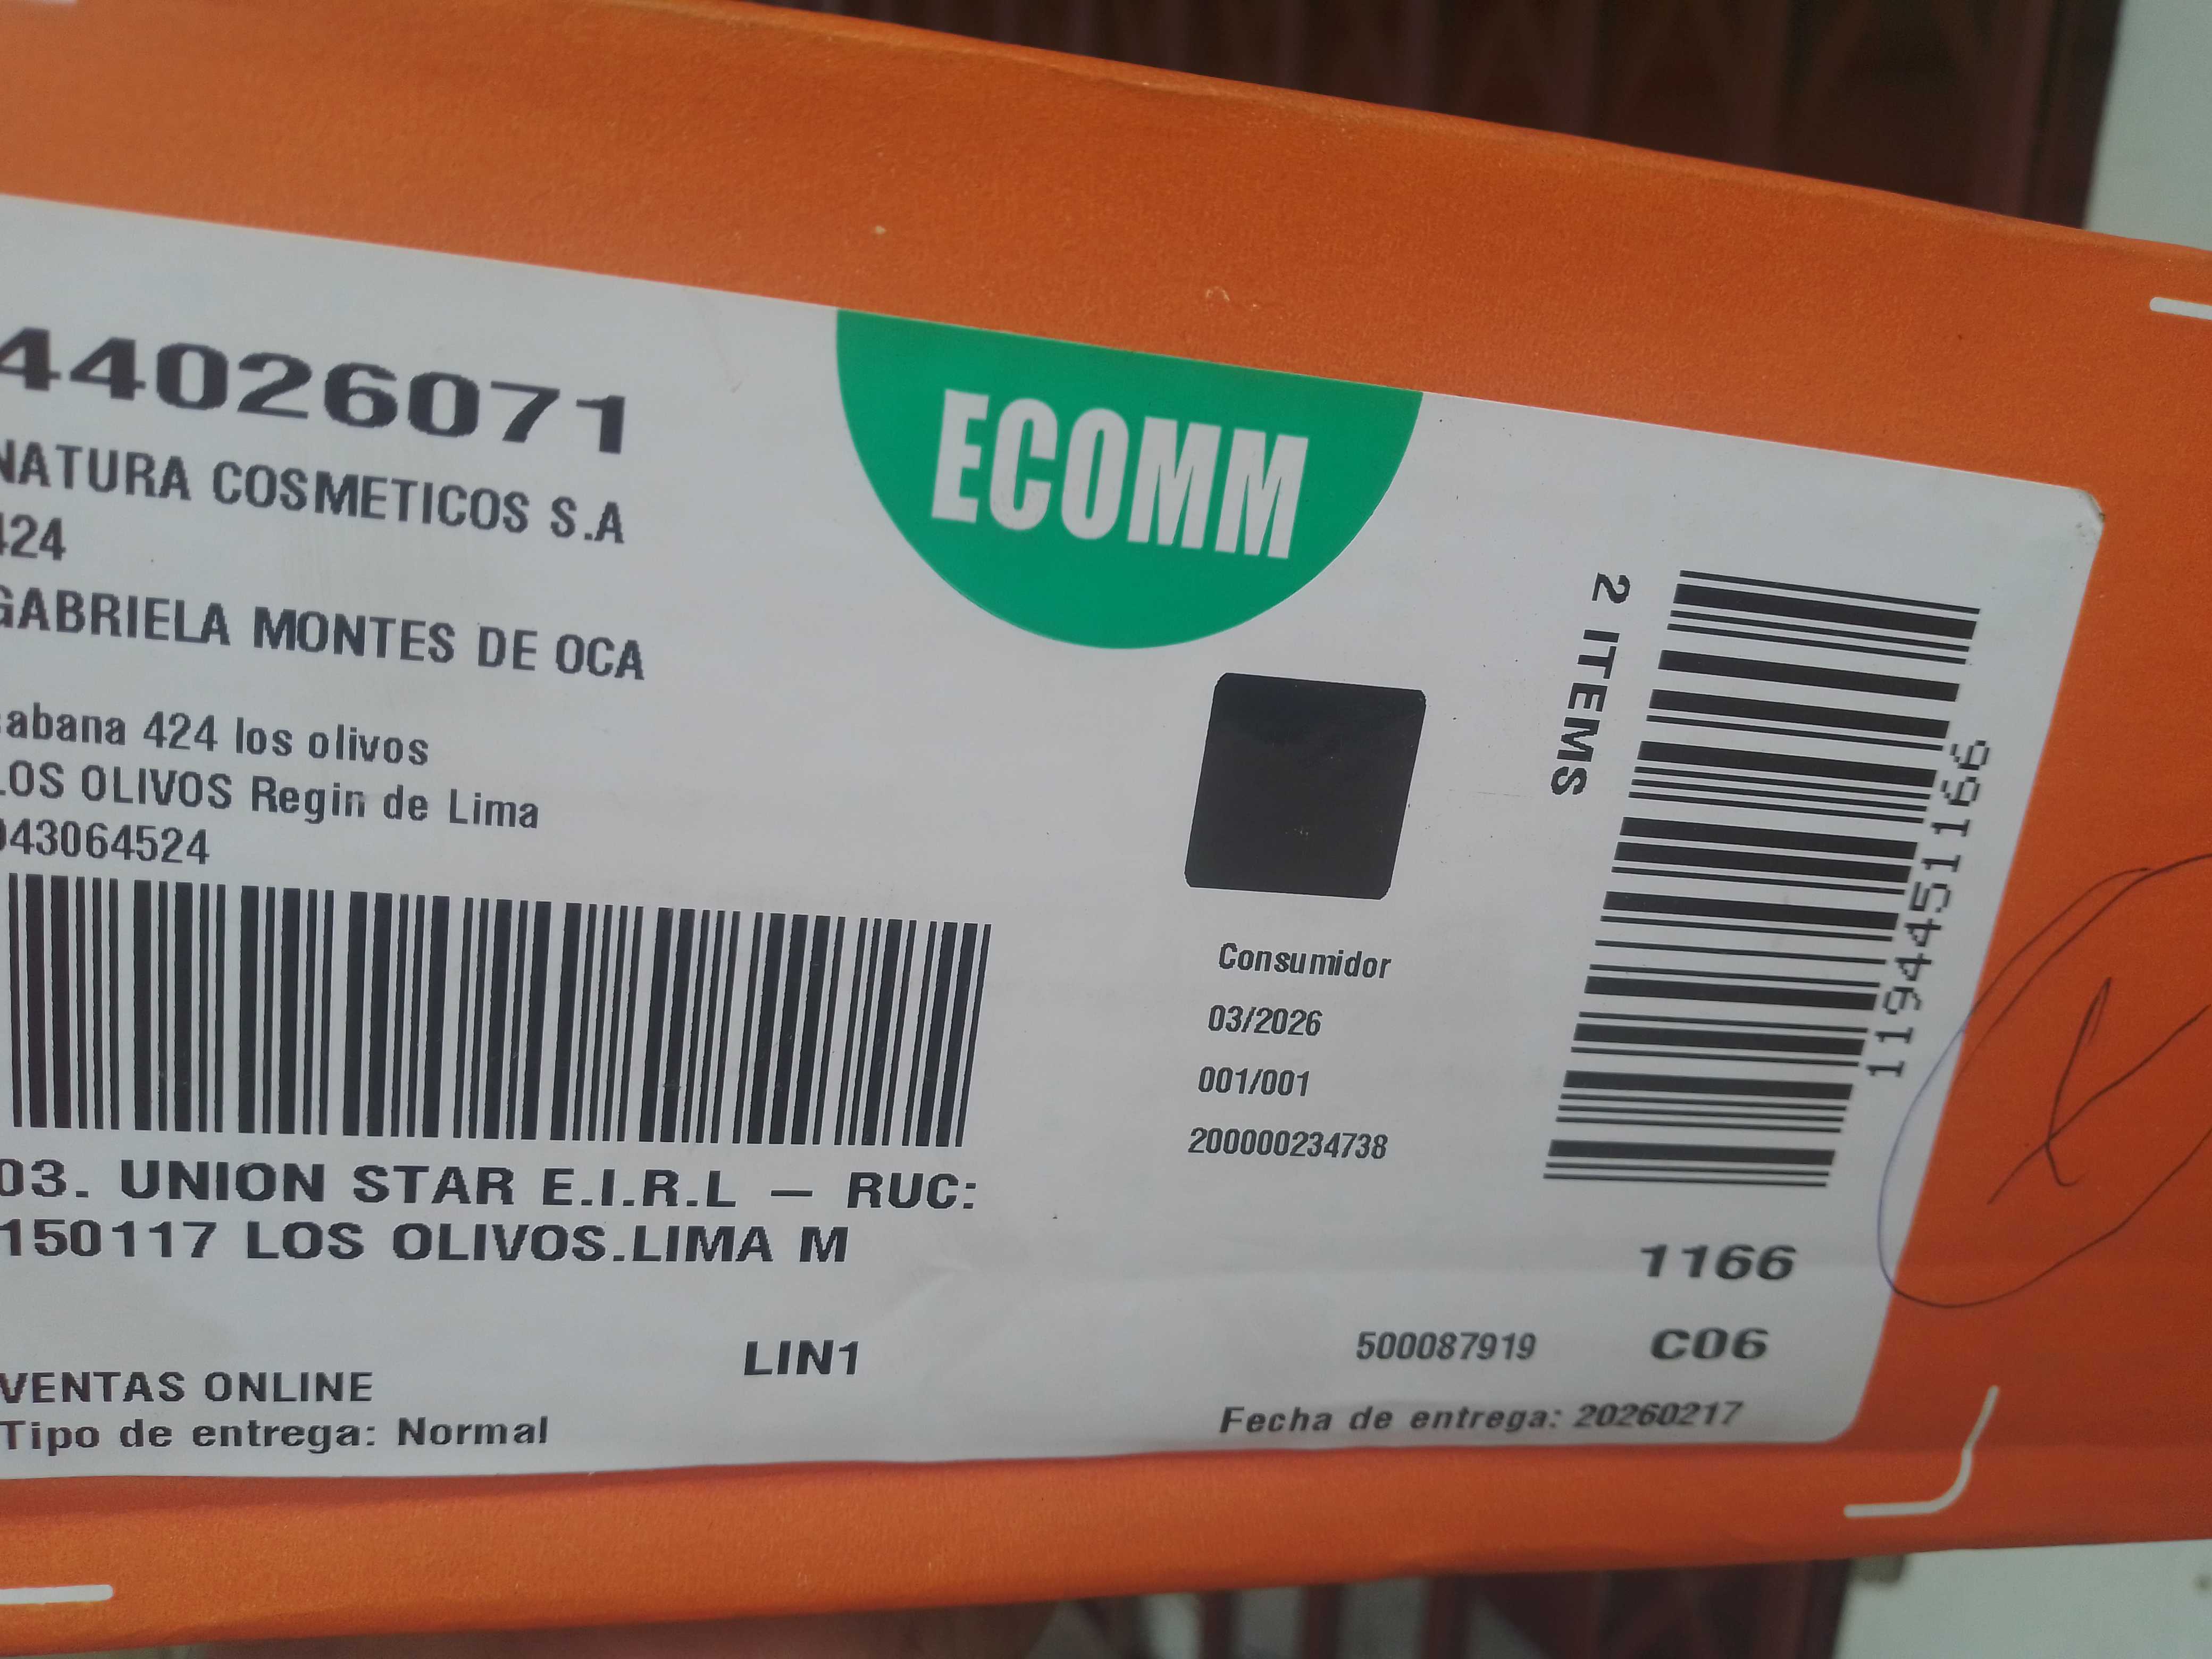 44026071
NATURA COSMETICOS S.A
424
GABRIELA MONTES DE OCA
abana 424 los olivos
LOS OLIVOS Regin de Lima
943064524
03. UNION STAR E.I.R.L — RUC:
150117 LOS OLIVOS.LIMA M
LIN1
VENTAS ONLINE
Tipo de entrega: Normal
ECOMM
Consumidor
03/2026
001/001
200000234738
2 ITEMS
1194451196
1166
500087919
C06
Fecha de entrega: 20260217